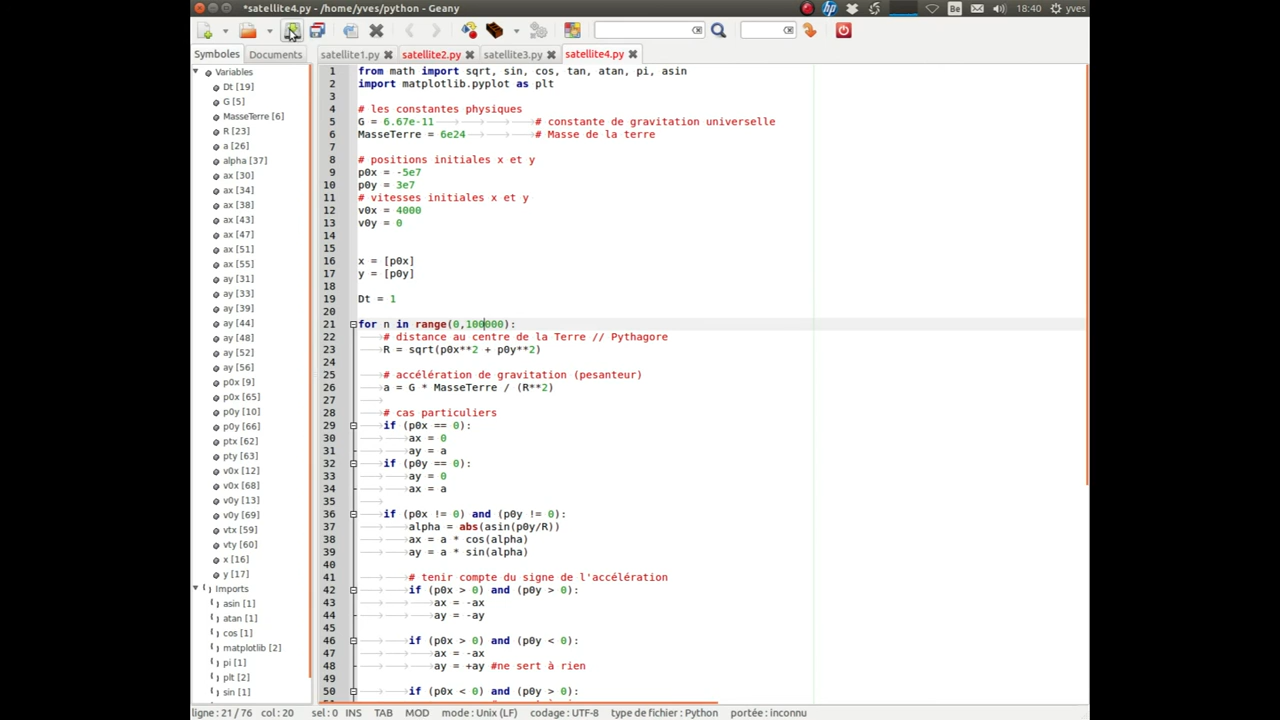 *satellite4.py - /home/yves/python - Geany
hp
Be
18:40
yves
Symboles
Documents
satellite1.py
satellite2.py
satellite3.py
satellite4.py
Variables
Dt [19]
G [5]
MasseTerre [6]
R [23]
a [26]
alpha [37]
ax [30]
ax [34]
ax [38]
ax [43]
ax [47]
ax [51]
ax [55]
ay [31]
ay [33]
ay [39]
ay [44]
ay [48]
ay [52]
ay [56]
p0x [9]
p0x [65]
p0y [10]
p0y [66]
ptx [62]
pty [63]
v0x [12]
v0x [68]
v0y [13]
v0y [69]
vtx [59]
vty [60]
x [16]
y [17]
Imports
asin [1]
atan [1]
cos [1]
matplotlib [2]
pi [1]
plt [2]
sin [1]
1 from math import sqrt, sin, cos, tan, atan, pi, asin
2 import matplotlib.pyplot as plt
3
4 # les constantes physiques
5 G = 6.67e-11 # constante de gravitation universelle
6 MasseTerre = 6e24 # Masse de la terre
7
8 # positions initiales x et y
9 p0x = -5e7
10 p0y = 3e7
11 # vitesses initiales x et y
12 v0x = 4000
13 v0y = 0
14
15
16 x = [p0x]
17 y = [p0y]
18
19 Dt = 1
20
21 for n in range(0,100000):
22 # distance au centre de la Terre // Pythagore
23 R = sqrt(p0x**2 + p0y**2)
24
25 # accélération de gravitation (pesanteur)
26 a = G * MasseTerre / (R**2)
27
28 # cas particuliers
29 if (p0x == 0):
30 ax = 0
31 ay = a
32 if (p0y == 0):
33 ay = 0
34 ax = a
35
36 if (p0x != 0) and (p0y != 0):
37 alpha = abs(asin(p0y/R))
38 ax = a * cos(alpha)
39 ay = a * sin(alpha)
40
41 # tenir compte du signe de l'accélération
42 if (p0x > 0) and (p0y > 0):
43 ax = -ax
44 ay = -ay
45
46 if (p0x > 0) and (p0y < 0):
47 ax = -ax
48 ay = +ay #ne sert à rien
49
50 if (p0x < 0) and (p0y > 0):
ligne : 21 / 76 col : 20 sel : 0 INS TAB MOD mode : Unix (LF) codage : UTF-8 type de fichier : Python portée : inconnu